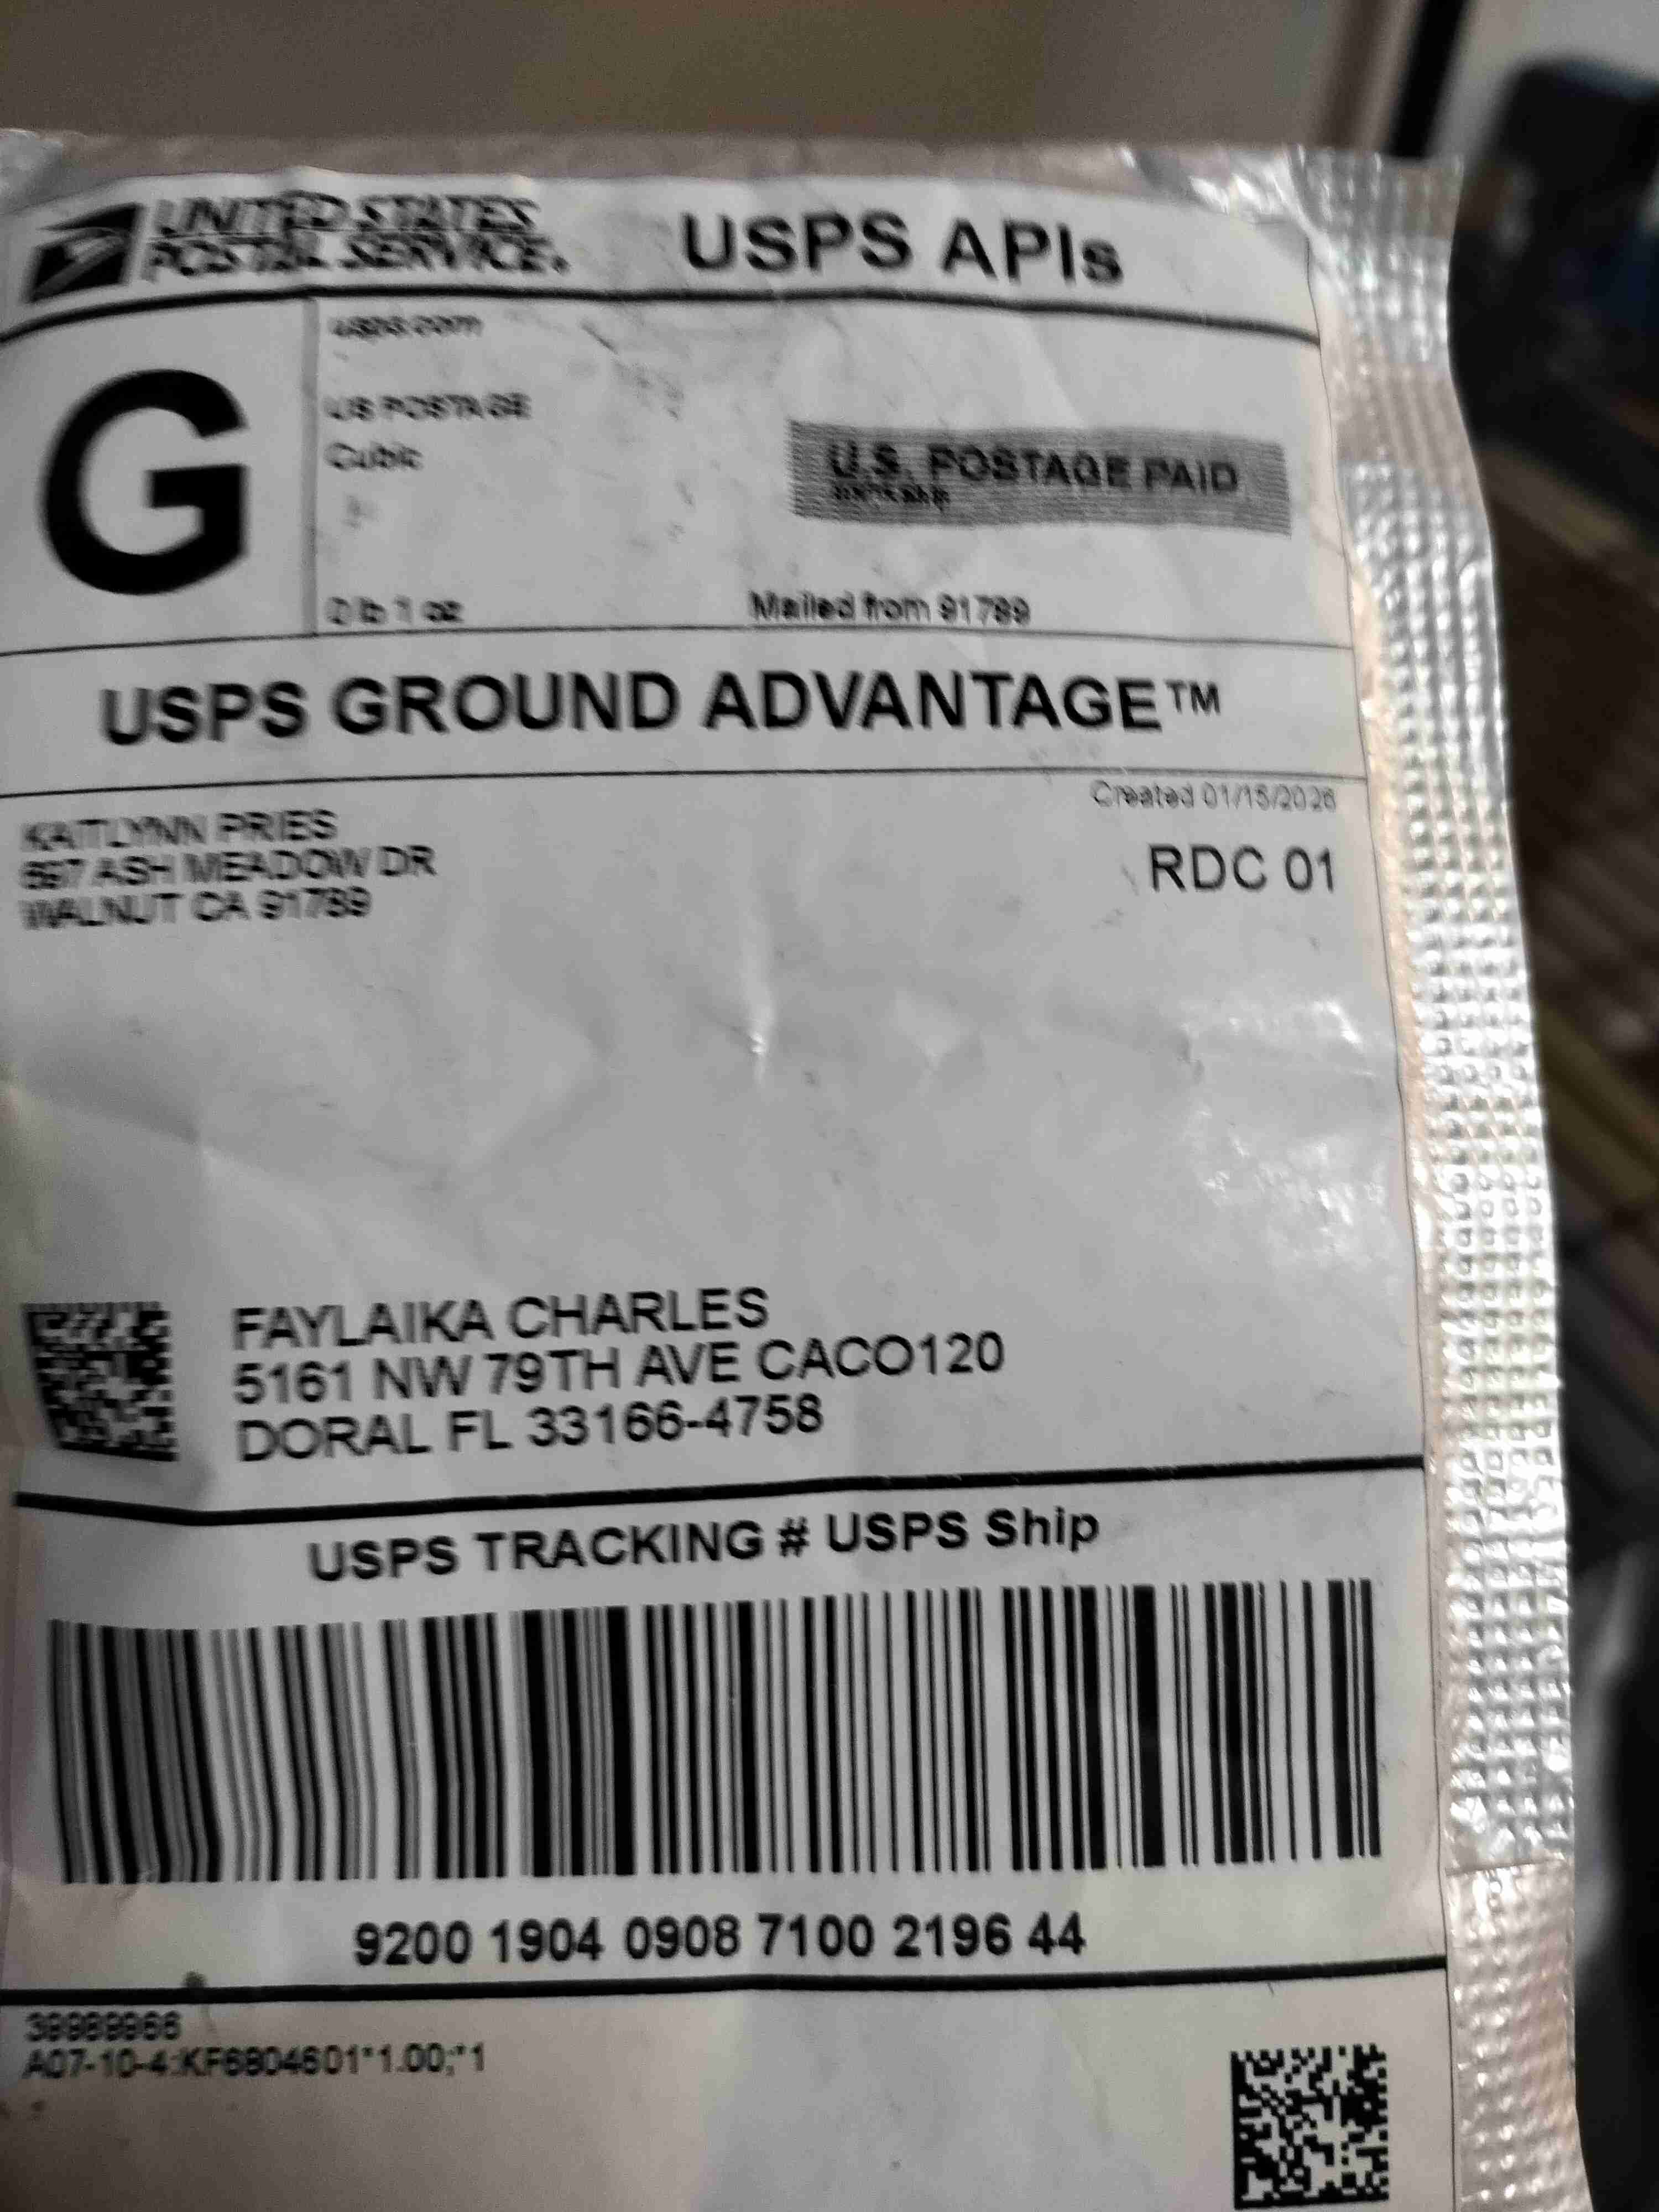 UNITED STATES
POSTAL SERVICE®
USPS APIs
G
usps.com
US POSTAGE
Cubic
U.S. POSTAGE PAID
0 lb 1 oz
Mailed from 91789
USPS GROUND ADVANTAGE™
Created 01/15/2026
KAITLYNN PRIES
697 ASH MEADOW DR
WALNUT CA 91789
RDC 01
FAYLAIKA CHARLES
5161 NW 79TH AVE CACO120
DORAL FL 33166-4758
USPS TRACKING # USPS Ship
9200 1904 0908 7100 2196 44
39989966
A07-10-4:KF6804601*1.00;*1